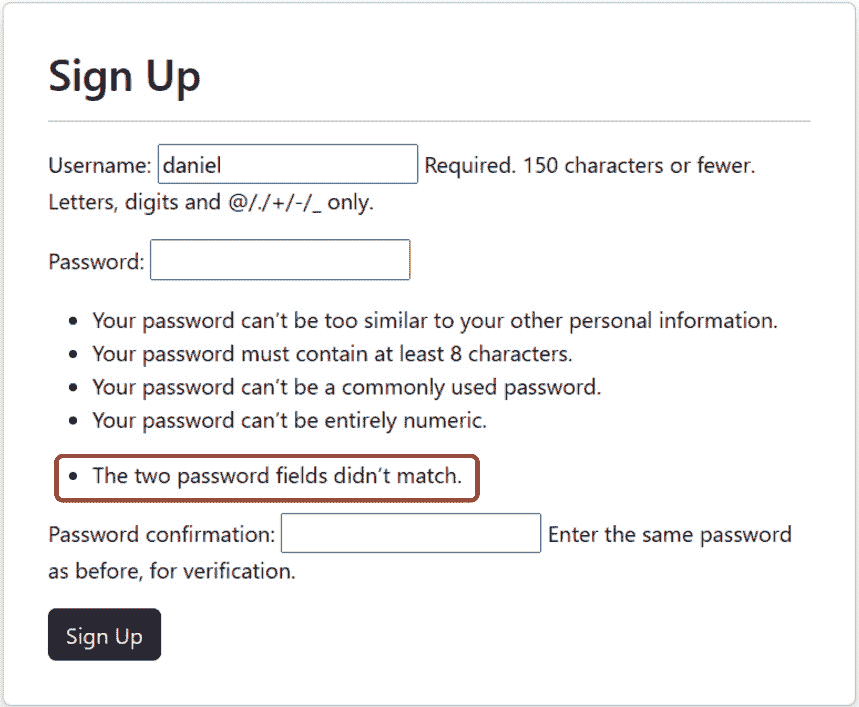 Sign Up
Username: daniel Required. 150 characters or fewer.
Letters, digits and @/./+/-/_ only.
Password:
• Your password can’t be too similar to your other personal information.
• Your password must contain at least 8 characters.
• Your password can’t be a commonly used password.
• Your password can’t be entirely numeric.
• The two password fields didn’t match.
Password confirmation: Enter the same password
as before, for verification.
Sign Up